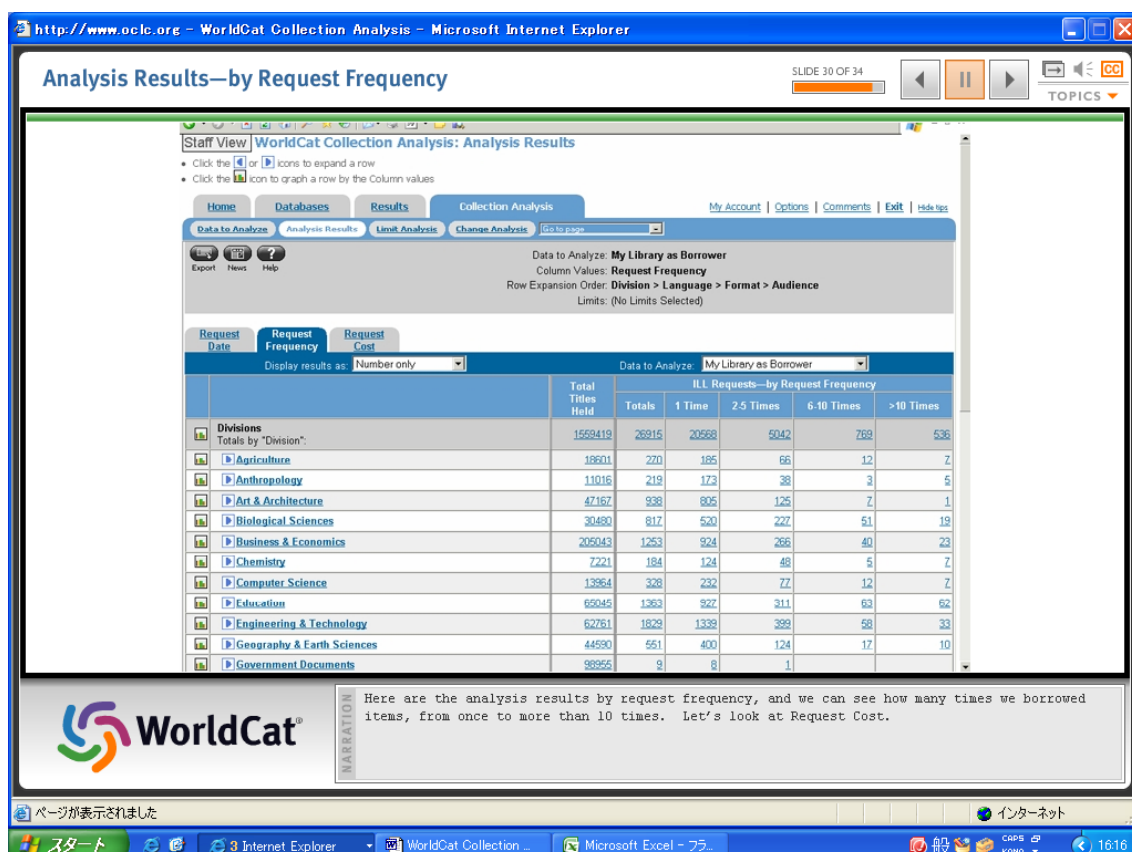 http://www.oclc.org - WorldCat Collection Analysis - Microsoft Internet Explorer
Analysis Results—by Request Frequency
SLIDE 30 OF 34
CC
TOPICS
Staff View WorldCat Collection Analysis: Analysis Results
• Click the or icons to expand a row
• Click the icon to graph a row by the Column values
Home Databases Results Collection Analysis My Account | Options | Comments | Exit | Hide tips
Data to Analyze Analysis Results Limit Analysis Change Analysis Go to page
Export News Help
Data to Analyze: My Library as Borrower
Column Values: Request Frequency
Row Expansion Order: Division > Language > Format > Audience
Limits: (No Limits Selected)
Request Date Request Frequency Request Cost
Display results as: Number only Data to Analyze: My Library as Borrower
Total Titles Held ILL Requests—by Request Frequency
Totals 1 Time 2-5 Times 6-10 Times >10 Times
Divisions
Totals by "Division": 1559419 26915 20568 5042 769 536
Agriculture 18601 270 185 66 12 7
Anthropology 11016 219 173 38 3 5
Art & Architecture 47167 938 805 125 7 1
Biological Sciences 30480 817 520 227 51 19
Business & Economics 205043 1253 924 266 40 23
Chemistry 7221 184 124 48 5 7
Computer Science 13964 328 232 77 12 7
Education 65045 1363 927 311 63 62
Engineering & Technology 62761 1829 1339 399 58 33
Geography & Earth Sciences 44590 551 400 124 17 10
Government Documents 98955 9 8 1
WorldCat®
NARRATION
Here are the analysis results by request frequency, and we can see how many times we borrowed
items, from once to more than 10 times. Let's look at Request Cost.
ページが表示されました インターネット
スタート 3 Internet Explorer WorldCat Collection ... Microsoft Excel - フラ... 般 CAPS 16:16